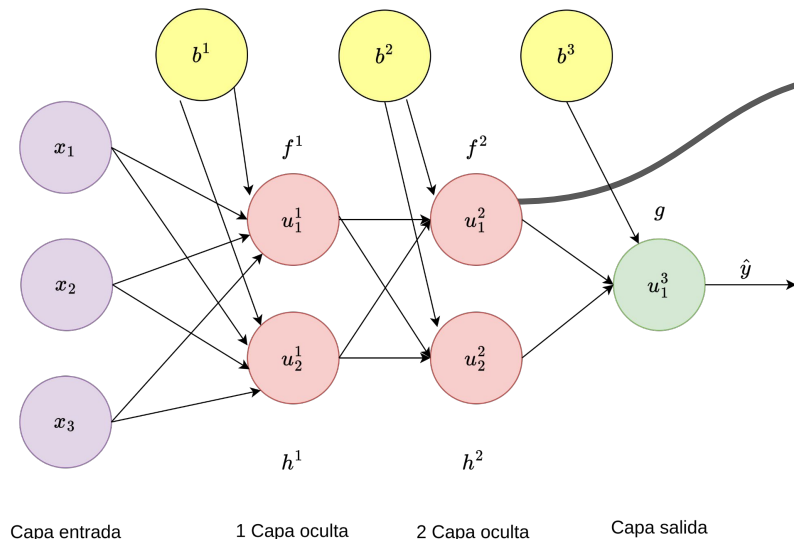 b¹
b²
b³
x₁
f¹
f²
u₁¹
u₁²
g
x₂
u₁³
ŷ
u₂¹
u₂²
x₃
h¹
h²
Capa entrada
1 Capa oculta
2 Capa oculta
Capa salida